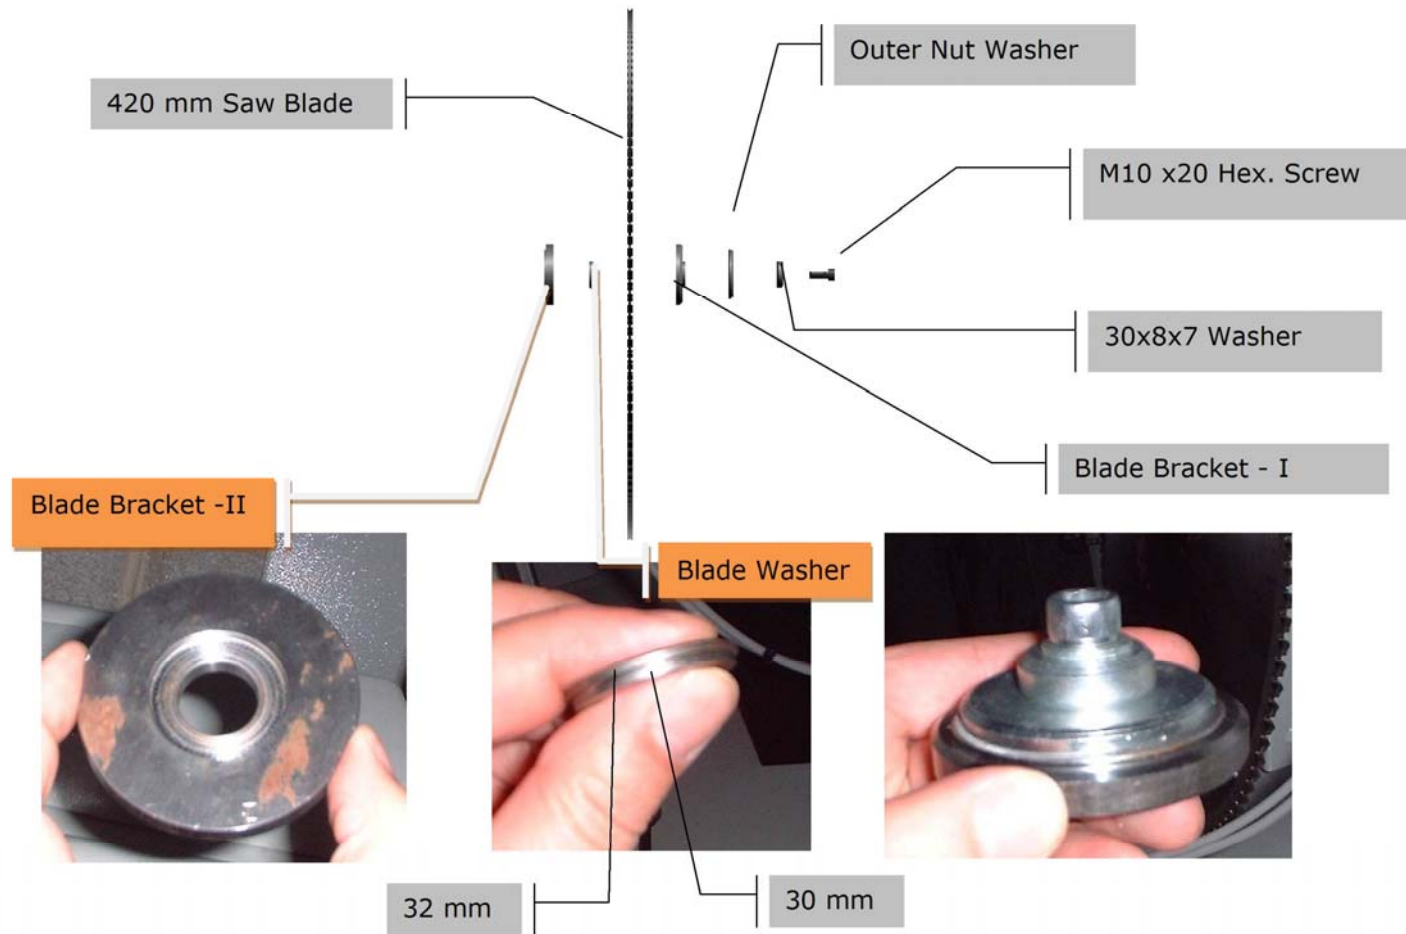 Outer Nut Washer
420 mm Saw Blade
M10 x20 Hex. Screw
30x8x7 Washer
Blade Bracket - I
Blade Bracket -II
Blade Washer
32 mm
30 mm